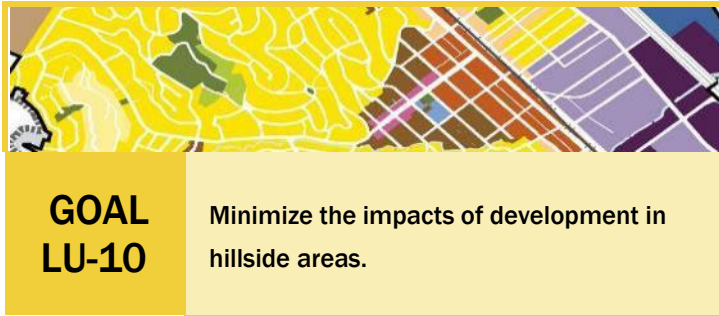 GOAL
LU-10
Minimize the impacts of development in
hillside areas.